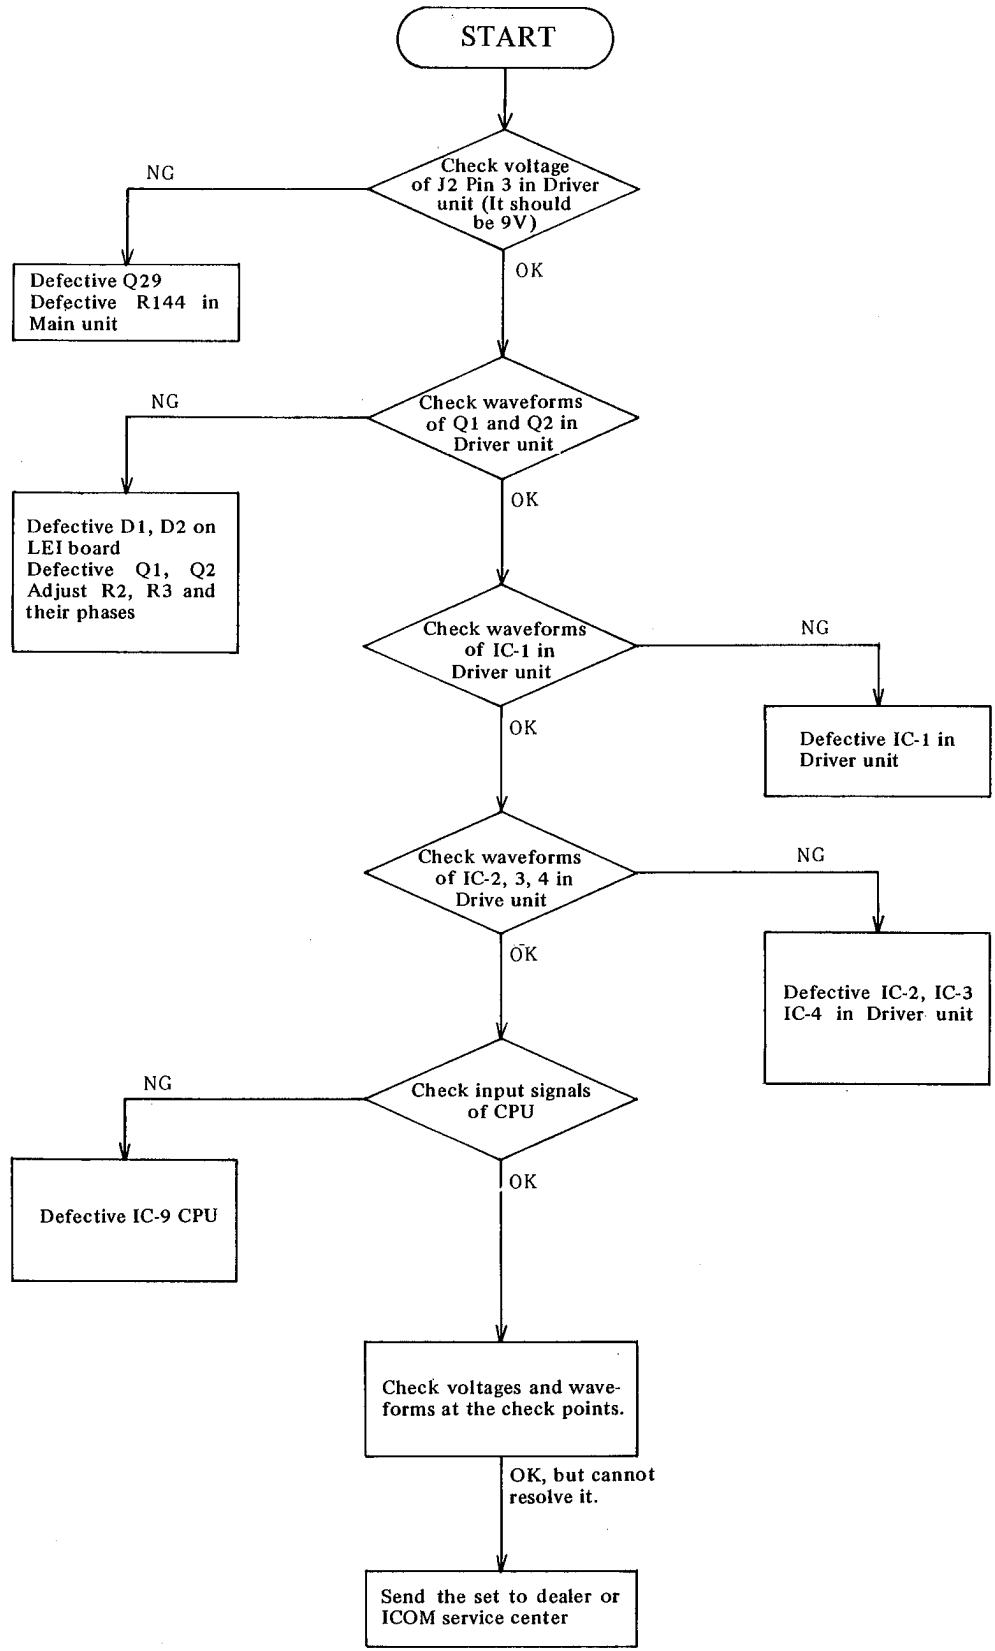 START
Check voltage
of J2 Pin 3 in Driver
unit (It should
be 9V)
NG
Defective Q29
Defective R144 in
Main unit
OK
Check waveforms
of Q1 and Q2 in
Driver unit
NG
Defective D1, D2 on
LEI board
Defective Q1, Q2
Adjust R2, R3 and
their phases
OK
Check waveforms
of IC-1 in
Driver unit
NG
Defective IC-1 in
Driver unit
OK
Check waveforms
of IC-2, 3, 4 in
Drive unit
NG
Defective IC-2, IC-3
IC-4 in Driver unit
OK
Check input signals
of CPU
NG
Defective IC-9 CPU
OK
Check voltages and wave-
forms at the check points.
OK, but cannot
resolve it.
Send the set to dealer or
ICOM service center